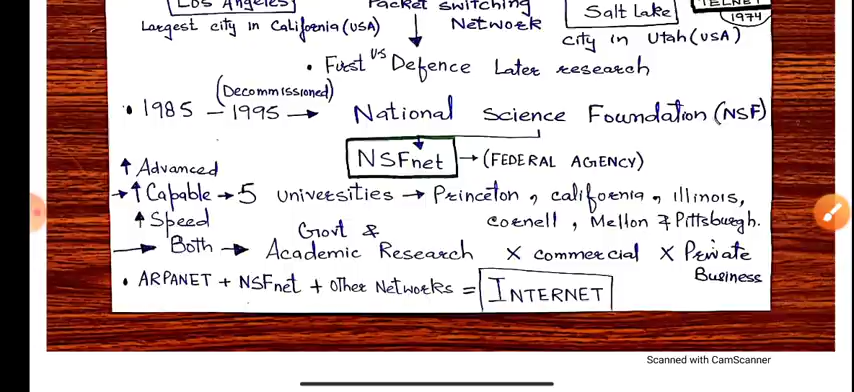 Los Angeles
Packet switching
Salt Lake
TELNET
1974
Largest city in California (USA)
Network
city in Utah (USA)
• First US Defence Later research
(Decommissioned)
• 1985 – 1995 → National Science Foundation (NSF)
NSFnet → (FEDERAL AGENCY)
↑ Advanced
→ ↑ Capable → 5 universities → Princeton, california, Illinois,
↑ Speed
cornell, Mellon & Pittsburgh.
→ Both → Govt &
Academic Research × commercial × Private
Business
• ARPANET + NSFnet + Other Networks = INTERNET
Scanned with CamScanner